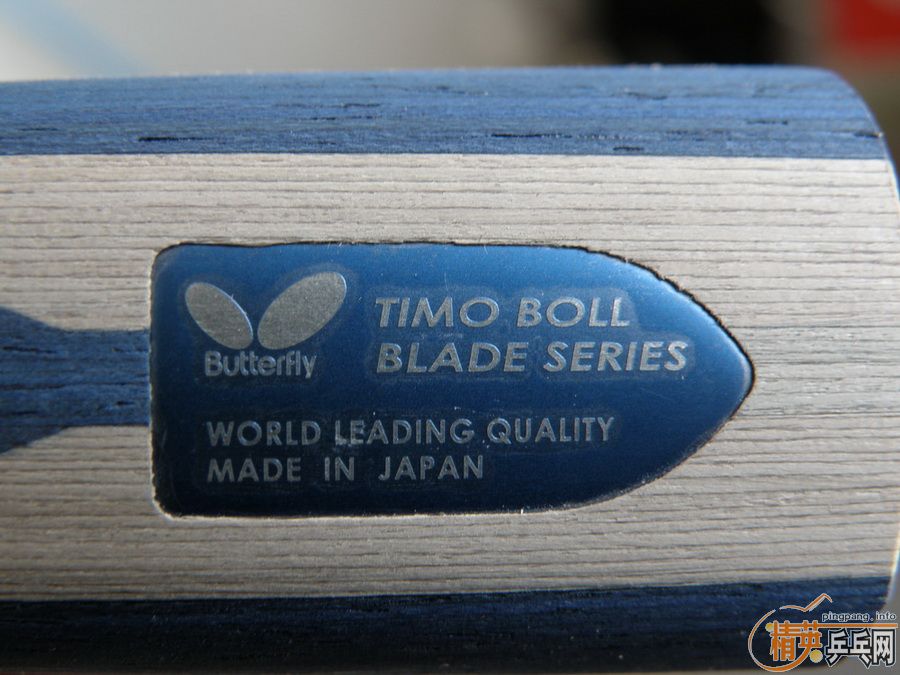 Butterfly
TIMO BOLL
BLADE SERIES
WORLD LEADING QUALITY
MADE IN JAPAN
pingpang.info
精英乒乓网